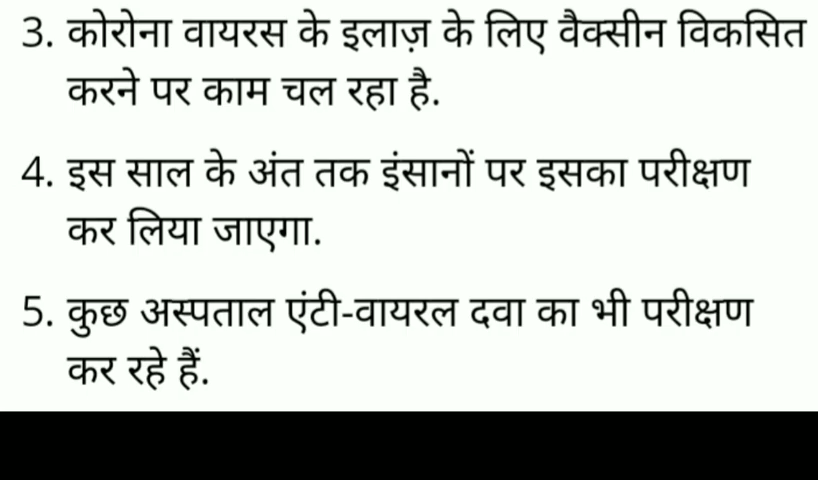 3. कोरोना वायरस के इलाज़ के लिए वैक्सीन विकसित
करने पर काम चल रहा है.
4. इस साल के अंत तक इंसानों पर इसका परीक्षण
कर लिया जाएगा.
5. कुछ अस्पताल एंटी-वायरल दवा का भी परीक्षण
कर रहे हैं.